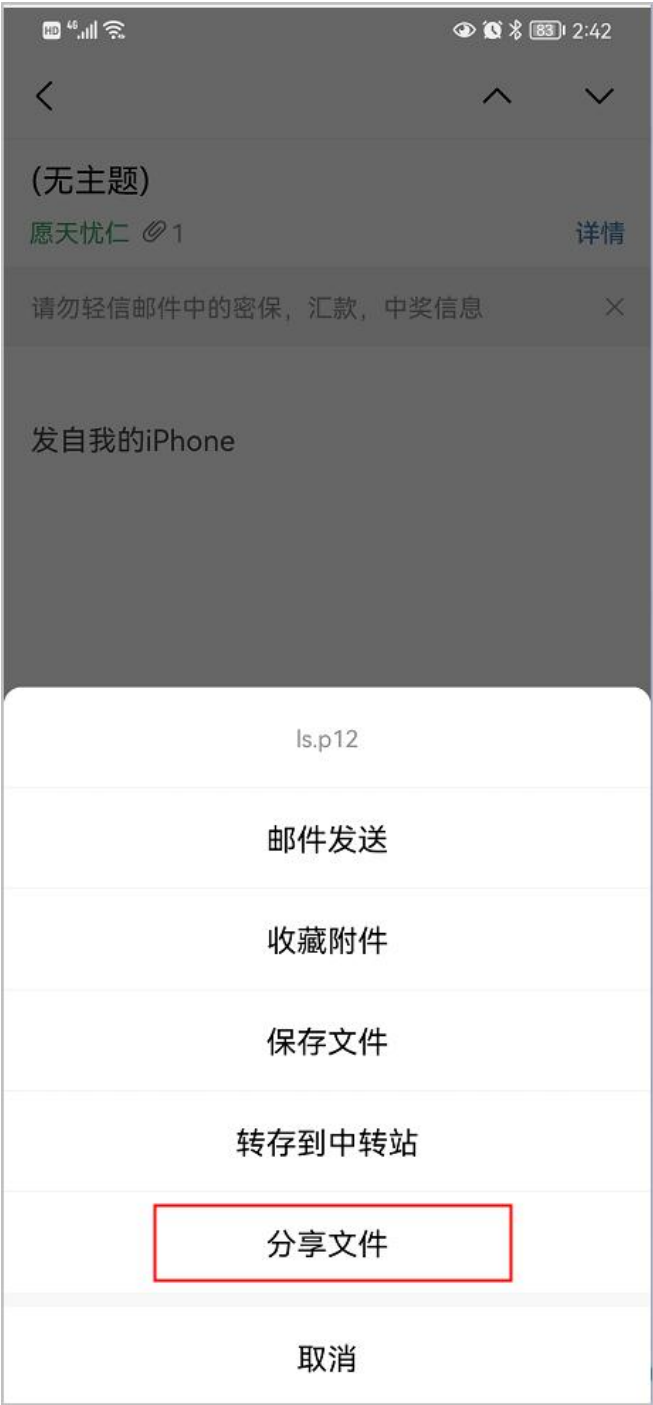 HD 4G 83 2:42
(无主题)
愿天忧仁 1 详情
请勿轻信邮件中的密保，汇款，中奖信息
发自我的iPhone
ls.p12
邮件发送
收藏附件
保存文件
转存到中转站
分享文件
取消